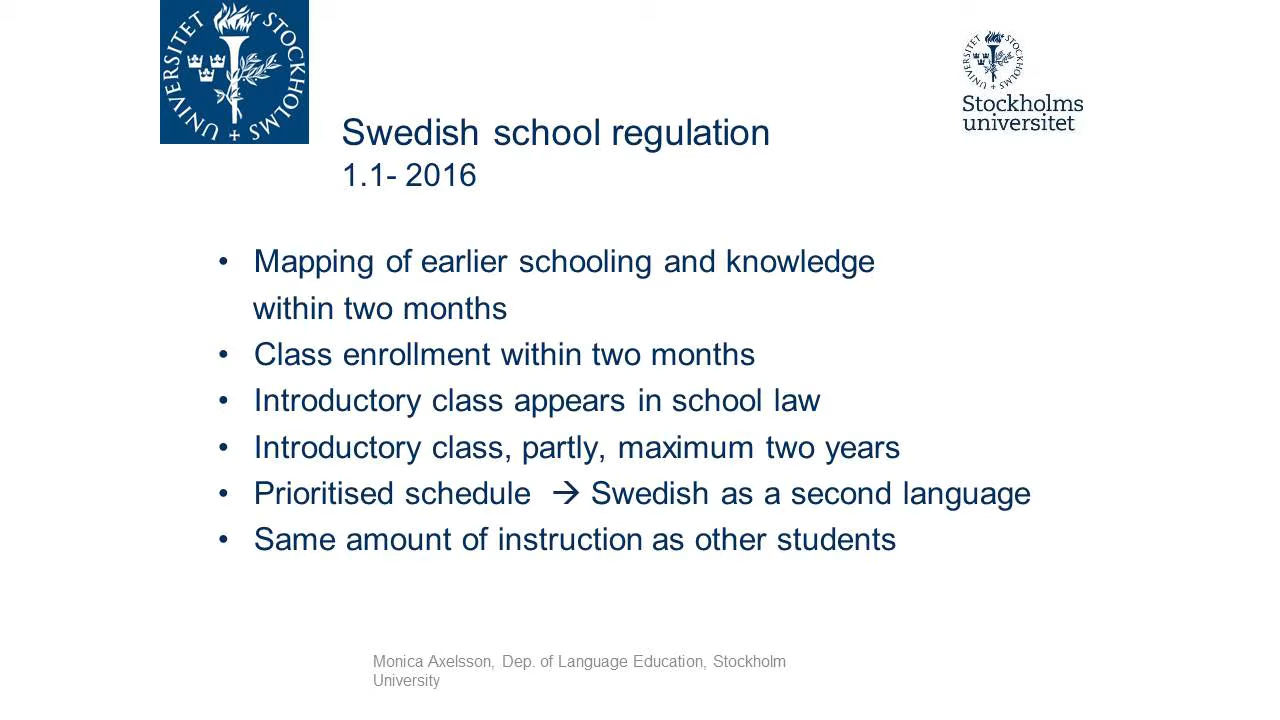 STOCKHOLMS UNIVERSITET
STOCKHOLMS UNIVERSITET
Stockholms
universitet
Swedish school regulation
1.1- 2016
• Mapping of earlier schooling and knowledge
within two months
• Class enrollment within two months
• Introductory class appears in school law
• Introductory class, partly, maximum two years
• Prioritised schedule → Swedish as a second language
• Same amount of instruction as other students
Monica Axelsson, Dep. of Language Education, Stockholm
University